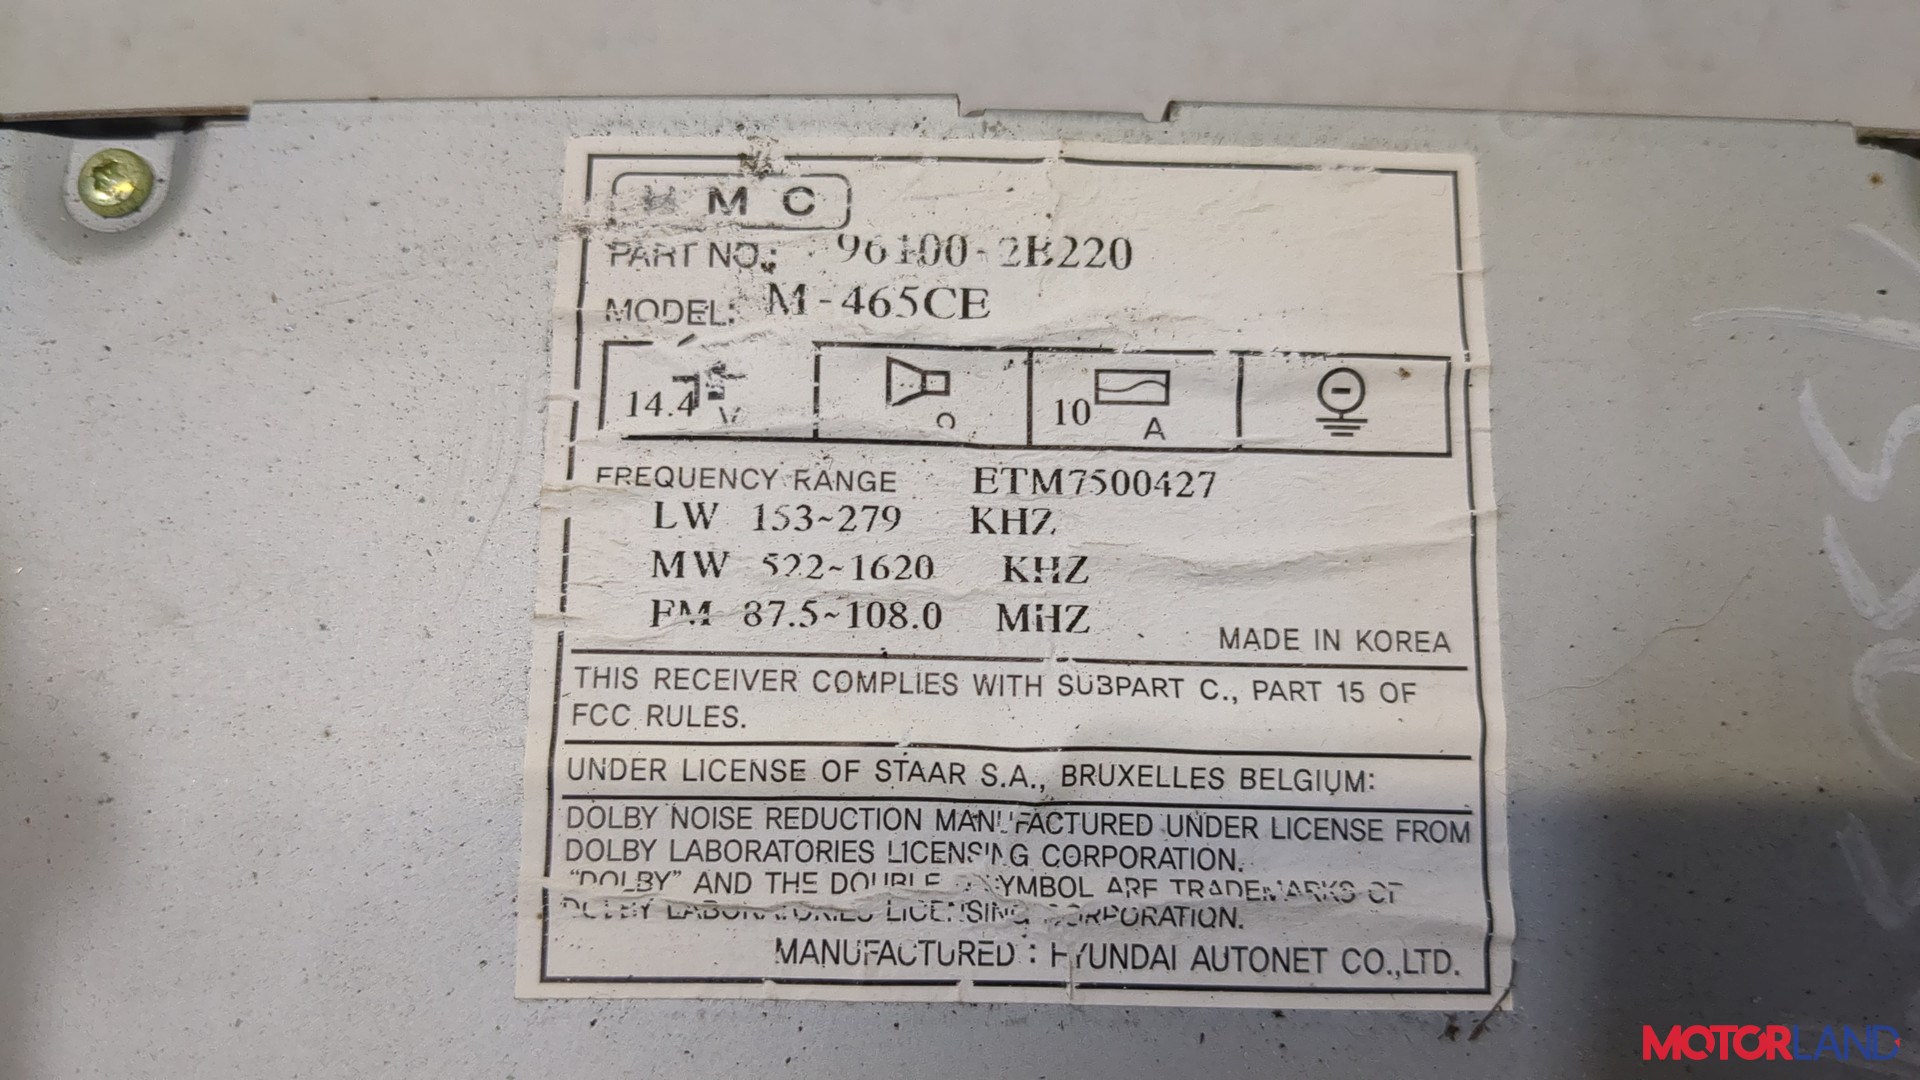 HMC
PART NO.: 96100-2B220
MODEL: M-465CE
14.4 V Ω 10 A
FREQUENCY RANGE ETM7500427
LW 153~279 KHZ
MW 522~1620 KHZ
FM 87.5~108.0 MHZ
MADE IN KOREA
THIS RECEIVER COMPLIES WITH SUBPART C., PART 15 OF
FCC RULES.
UNDER LICENSE OF STAAR S.A., BRUXELLES BELGIUM:
DOLBY NOISE REDUCTION MANUFACTURED UNDER LICENSE FROM
DOLBY LABORATORIES LICENSING CORPORATION.
"DOLBY" AND THE DOUBLE SYMBOL ARE TRADEMARKS OF
DOLBY LABORATORIES LICENSING CORPORATION.
MANUFACTURED : HYUNDAI AUTONET CO.,LTD.
MOTORLAND